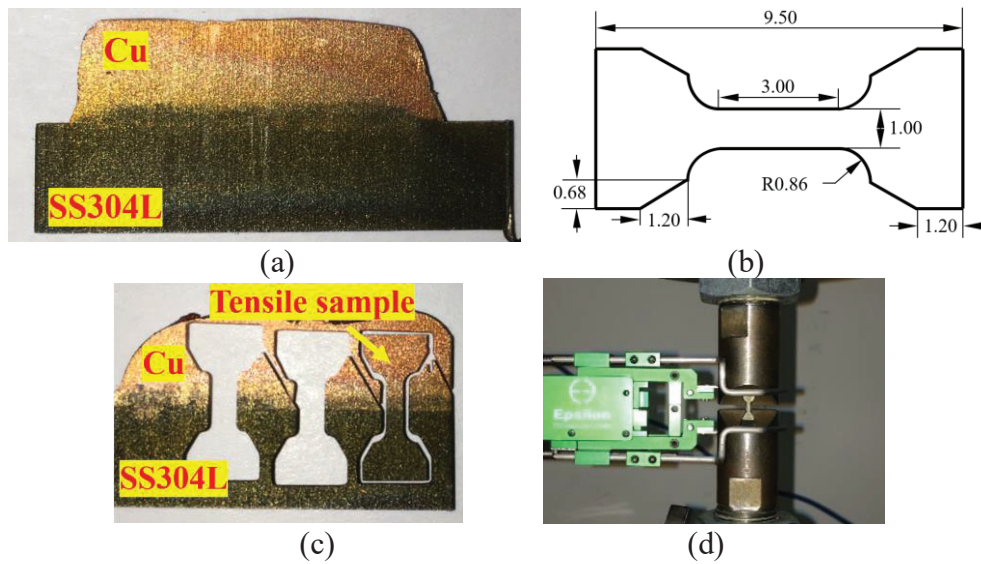 Cu
SS304L
(a)
9.50
3.00
1.00
0.68
R0.86
1.20
1.20
(b)
Tensile sample
Cu
SS304L
(c)
Epsilon
(d)